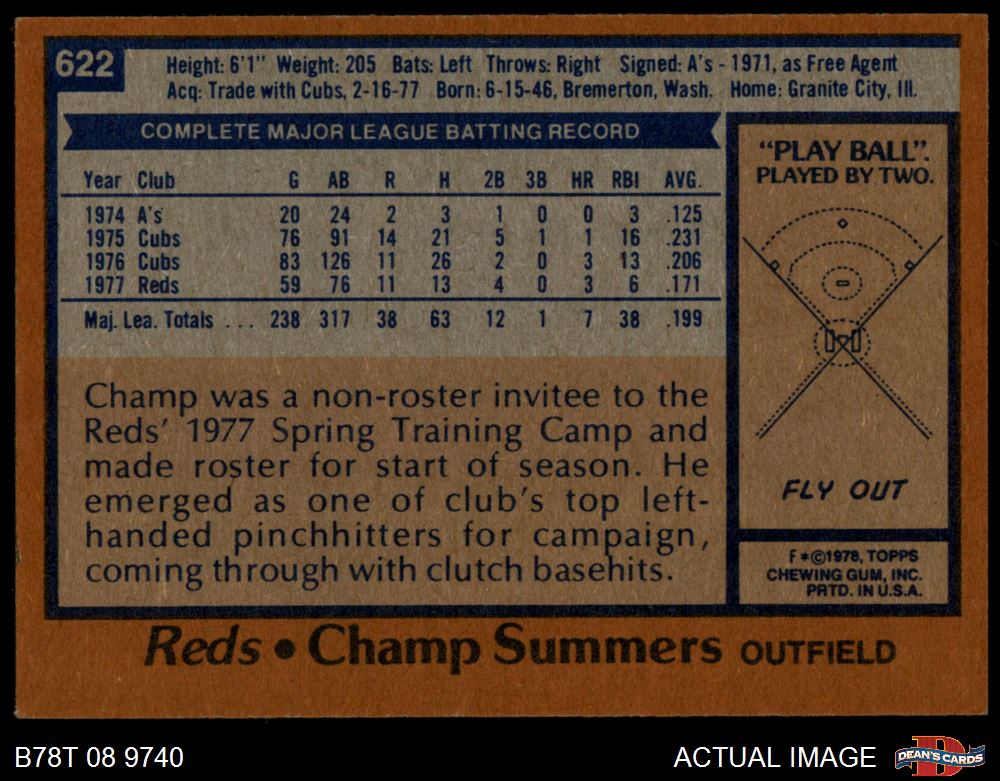 622
Height: 6'1" Weight: 205 Bats: Left Throws: Right Signed: A's - 1971, as Free Agent
Acq: Trade with Cubs, 2-16-77 Born: 6-15-46, Bremerton, Wash. Home: Granite City, Ill.
COMPLETE MAJOR LEAGUE BATTING RECORD
Year Club G AB R H 2B 3B HR RBI AVG.
1974 A's 20 24 2 3 1 0 0 3 .125
1975 Cubs 76 91 14 21 5 1 1 16 .231
1976 Cubs 83 126 11 26 2 0 3 13 .206
1977 Reds 59 76 11 13 4 0 3 6 .171
Maj. Lea. Totals ... 238 317 38 63 12 1 7 38 .199
Champ was a non-roster invitee to the
Reds' 1977 Spring Training Camp and
made roster for start of season. He
emerged as one of club's top left-
handed pinchhitters for campaign,
coming through with clutch basehits.
"PLAY BALL".
PLAYED BY TWO.
FLY OUT
F*©1978, TOPPS
CHEWING GUM, INC.
PRTD. IN U.S.A.
Reds • Champ Summers OUTFIELD
B78T 08 9740
ACTUAL IMAGE
D
DEAN'S CARDS